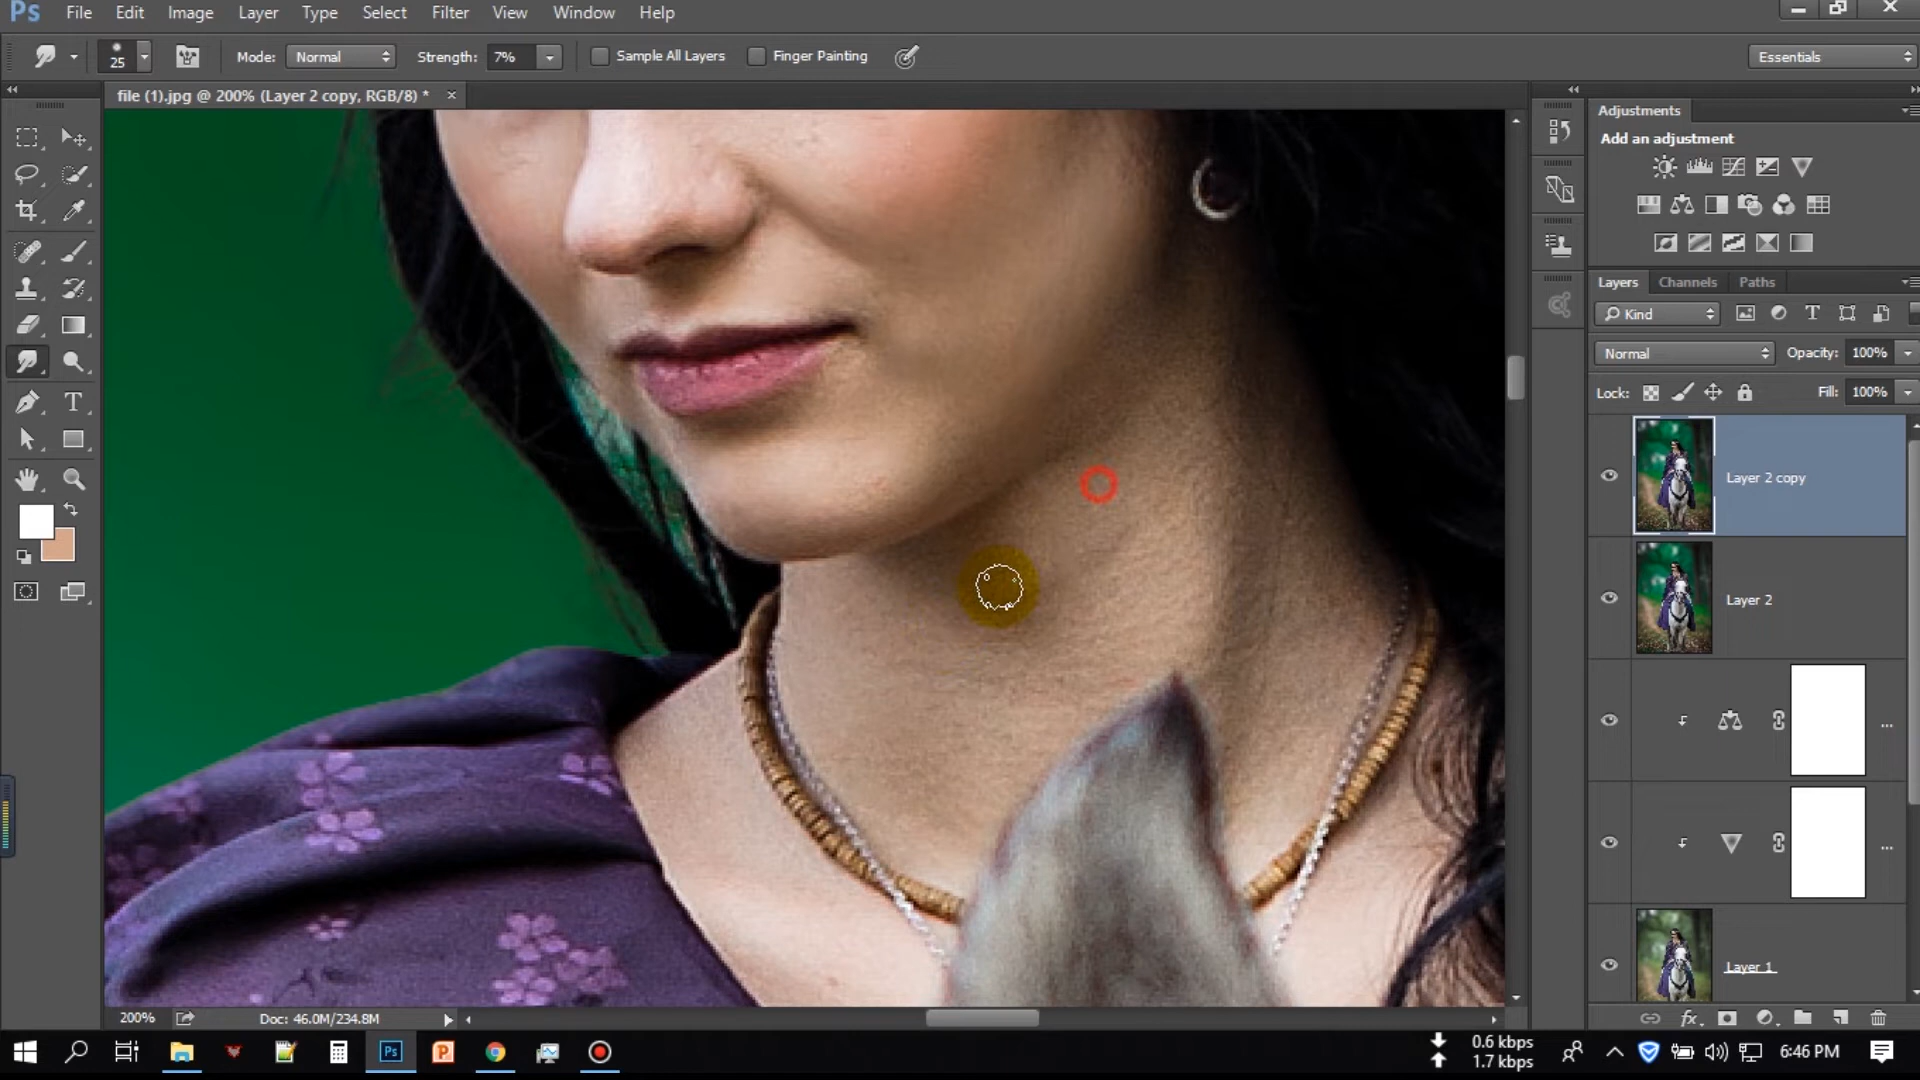 Ps File Edit Image Layer Type Select Filter View Window Help
25 Mode: Normal Strength: 7% Sample All Layers Finger Painting Essentials
file (1).jpg @ 200% (Layer 2 copy, RGB/8) * ×
Adjustments
Add an adjustment
Layers Channels Paths
Kind
Normal Opacity: 100%
Lock: Fill: 100%
Layer 2 copy
Layer 2
...
...
Layer 1
200% Doc: 46.0M/234.8M
fx
Ps P 0.6 kbps
1.7 kbps
6:46 PM